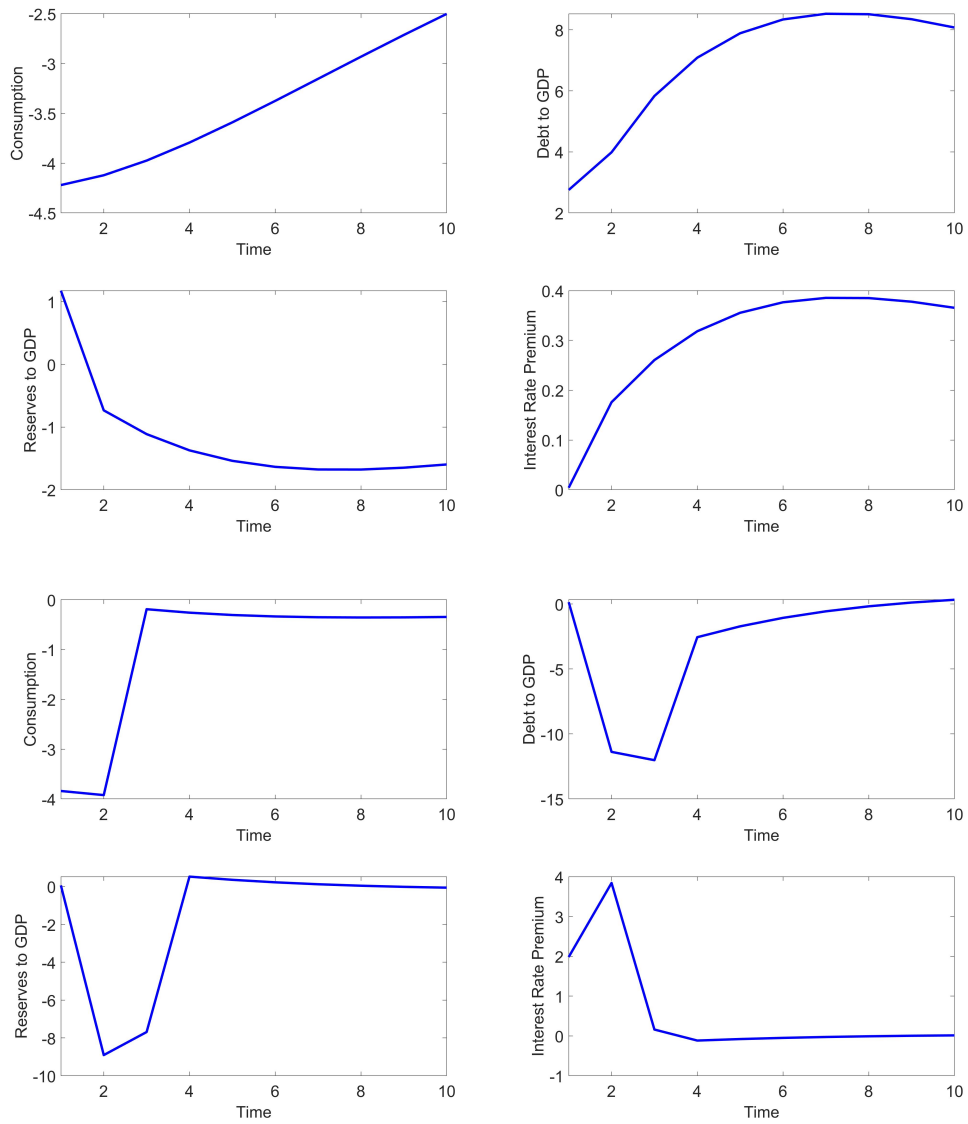 -2.5
-3
-3.5
-4
-4.5
Consumption
2 4 6 8 10
Time
8
6
4
2
Debt to GDP
2 4 6 8 10
Time
1
0
-1
-2
Reserves to GDP
2 4 6 8 10
Time
0.4
0.3
0.2
0.1
0
Interest Rate Premium
2 4 6 8 10
Time
0
-1
-2
-3
-4
Consumption
2 4 6 8 10
Time
0
-5
-10
-15
Debt to GDP
2 4 6 8 10
Time
0
-2
-4
-6
-8
-10
Reserves to GDP
2 4 6 8 10
Time
4
3
2
1
0
-1
Interest Rate Premium
2 4 6 8 10
Time